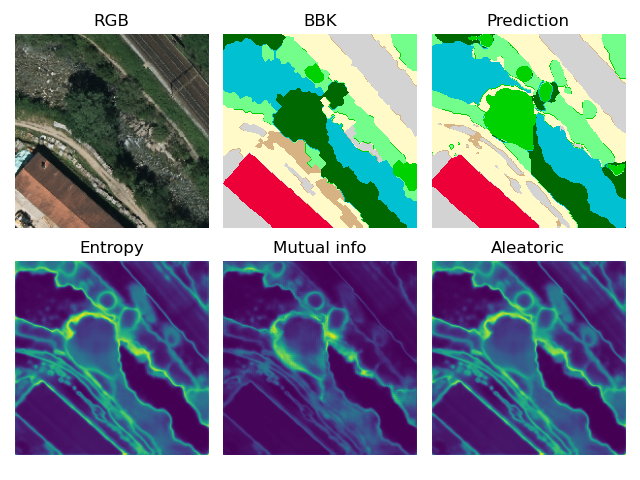 RGB
BBK
Prediction
Entropy
Mutual info
Aleatoric